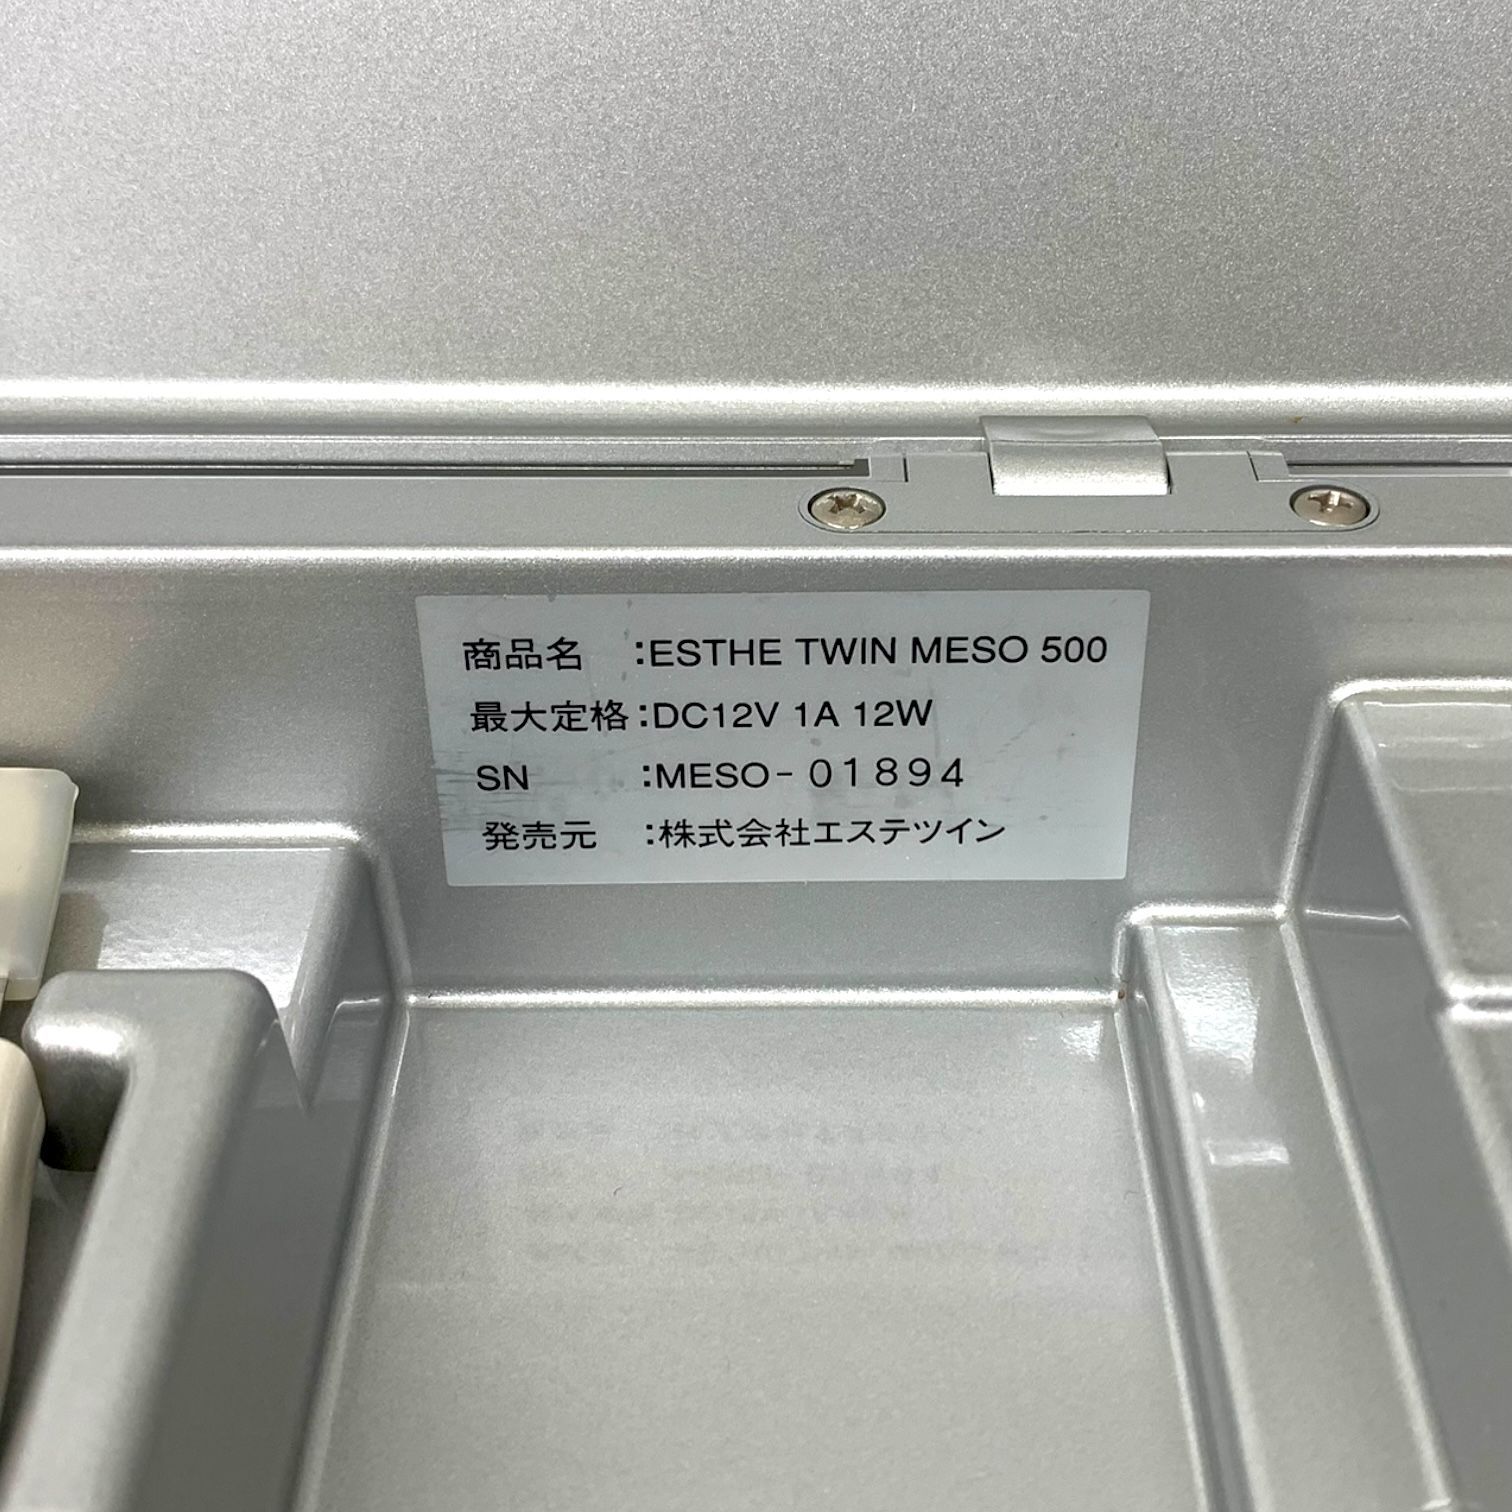 商品名 :ESTHE TWIN MESO 500
最大定格:DC12V 1A 12W
SN :MESO-01894
発売元 :株式会社エステツイン